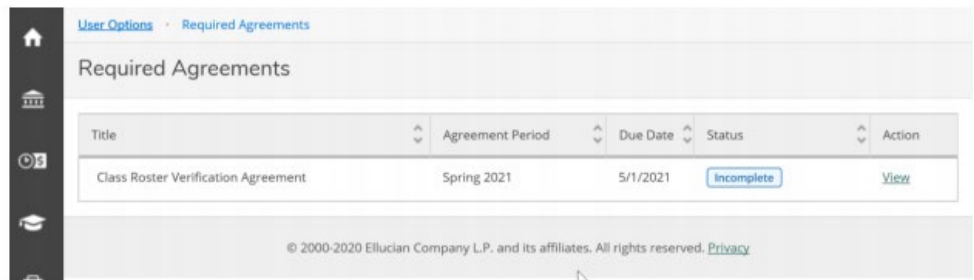 User Options · Required Agreements
Required Agreements
Title Agreement Period Due Date Status Action
Class Roster Verification Agreement Spring 2021 5/1/2021 Incomplete View
© 2000-2020 Ellucian Company L.P. and its affiliates. All rights reserved. Privacy